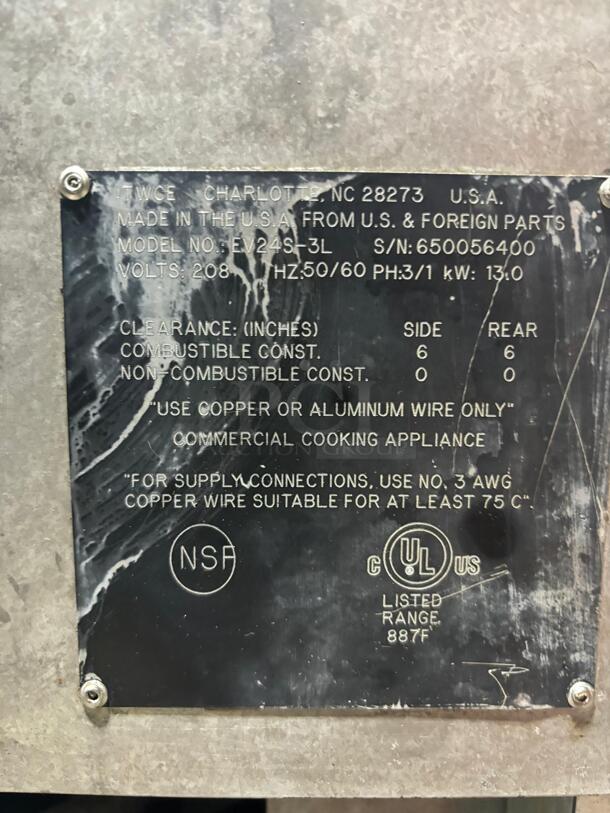 ITWCE CHARLOTTE, NC 28273 U.S.A.
MADE IN THE U.S.A. FROM U.S. & FOREIGN PARTS
MODEL NO.: EV24S-3L S/N: 650056400
VOLTS: 208 HZ:50/60 PH:3/1 kW: 13.0
CLEARANCE: (INCHES) SIDE REAR
COMBUSTIBLE CONST. 6 6
NON-COMBUSTIBLE CONST. 0 0
"USE COPPER OR ALUMINUM WIRE ONLY"
COMMERCIAL COOKING APPLIANCE
AUCTION GROUP
"FOR SUPPLY CONNECTIONS, USE NO. 3 AWG
COPPER WIRE SUITABLE FOR AT LEAST 75 C".
NSF
C UL US
LISTED
RANGE
887F